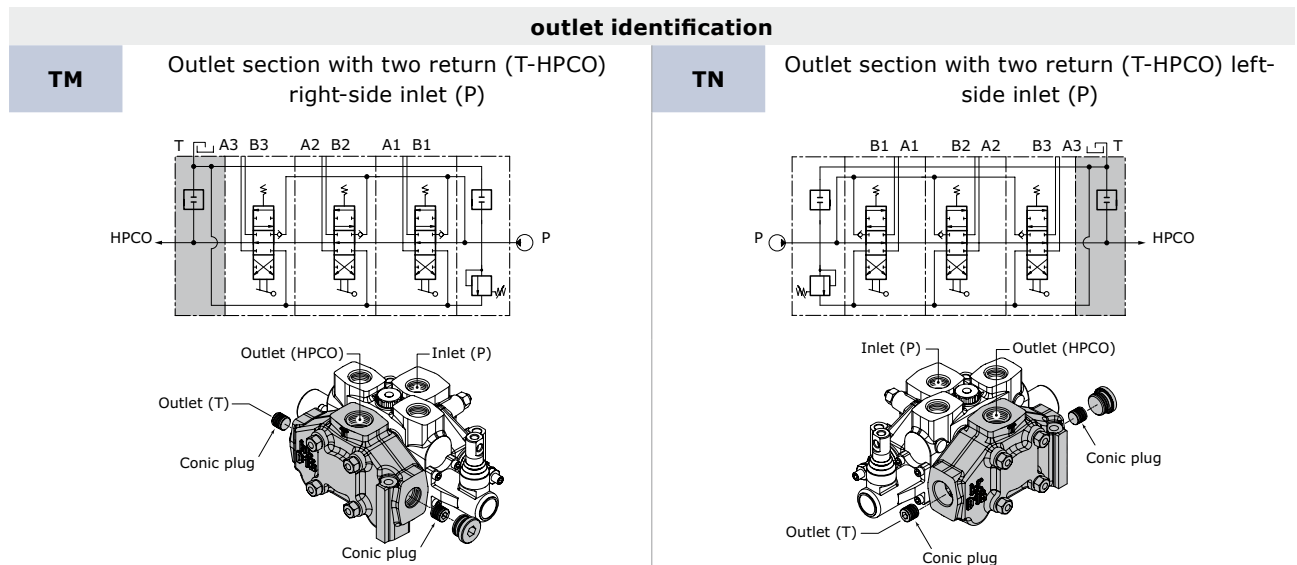 outlet identification
TM
Outlet section with two return (T-HPCO)
right-side inlet (P)
T A3 B3 A2 B2 A1 B1
HPCO
P
Outlet (HPCO)
Inlet (P)
Outlet (T)
Conic plug
Conic plug
TN
Outlet section with two return (T-HPCO) left-
side inlet (P)
B1 A1 B2 A2 B3 A3 T
P
HPCO
Inlet (P)
Outlet (HPCO)
Conic plug
Outlet (T)
Conic plug